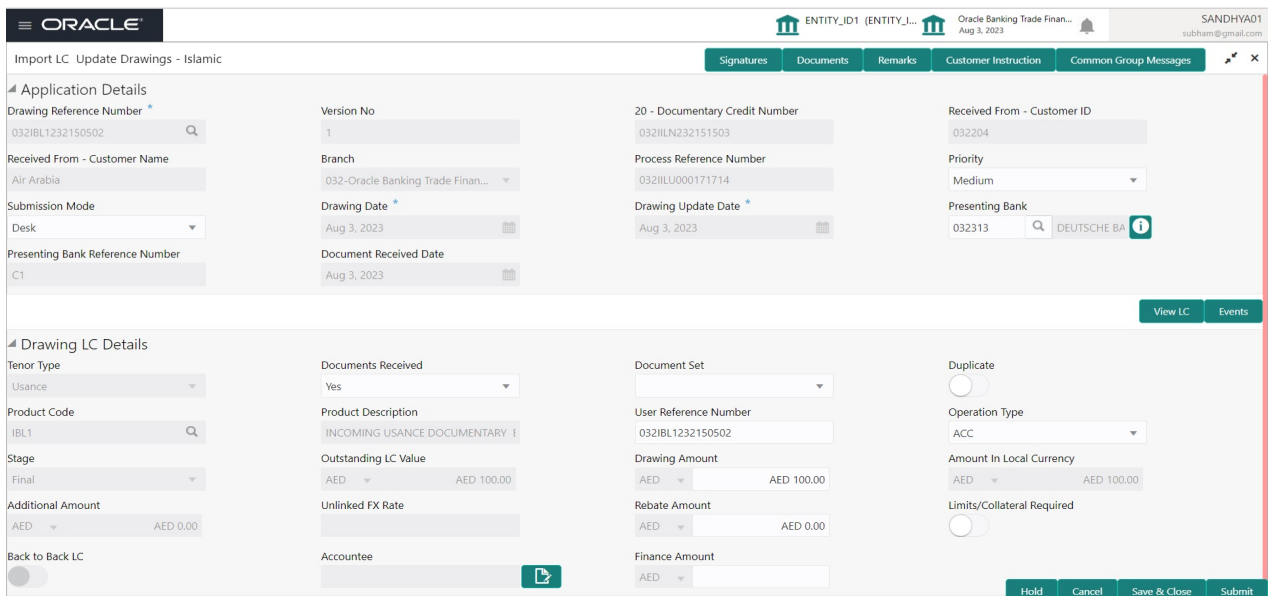 ORACLE
ENTITY_ID1 (ENTITY_I...
Oracle Banking Trade Finan...
Aug 3, 2023
SANDHYA01
subham@gmail.com
Import LC Update Drawings - Islamic
Signatures
Documents
Remarks
Customer Instruction
Common Group Messages
Application Details
Drawing Reference Number *
Version No
20 - Documentary Credit Number
Received From - Customer ID
032IBL1232150502
1
032IILN232151503
032204
Received From - Customer Name
Branch
Process Reference Number
Priority
Air Arabia
032-Oracle Banking Trade Finan...
032IILU000171714
Medium
Submission Mode
Drawing Date *
Drawing Update Date *
Presenting Bank
Desk
Aug 3, 2023
Aug 3, 2023
032313
DEUTSCHE BA
Presenting Bank Reference Number
Document Received Date
C1
Aug 3, 2023
View LC
Events
Drawing LC Details
Tenor Type
Documents Received
Document Set
Duplicate
Usance
Yes
Product Code
Product Description
User Reference Number
Operation Type
IBL1
INCOMING USANCE DOCUMENTARY
032IBL1232150502
ACC
Stage
Outstanding LC Value
Drawing Amount
Amount In Local Currency
Final
AED
AED 100.00
AED
AED 100.00
AED
AED 100.00
Additional Amount
Unlinked FX Rate
Rebate Amount
Limits/Collateral Required
AED
AED 0.00
AED
AED 0.00
Back to Back LC
Accountee
Finance Amount
AED
Hold
Cancel
Save & Close
Submit